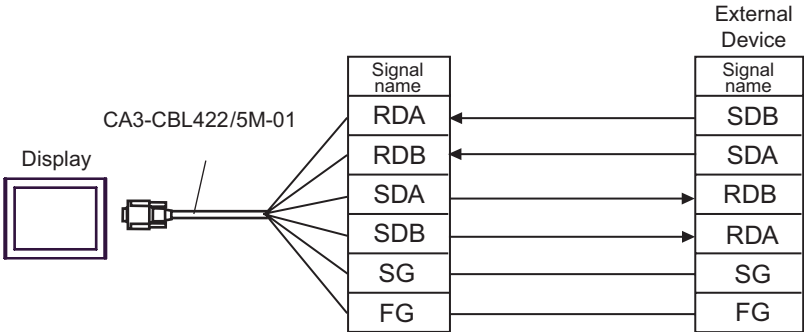 External
Device
Signal
name
Signal
name
CA3-CBL422/5M-01
Display
RDA
SDB
RDB
SDA
SDA
RDB
SDB
RDA
SG
SG
FG
FG